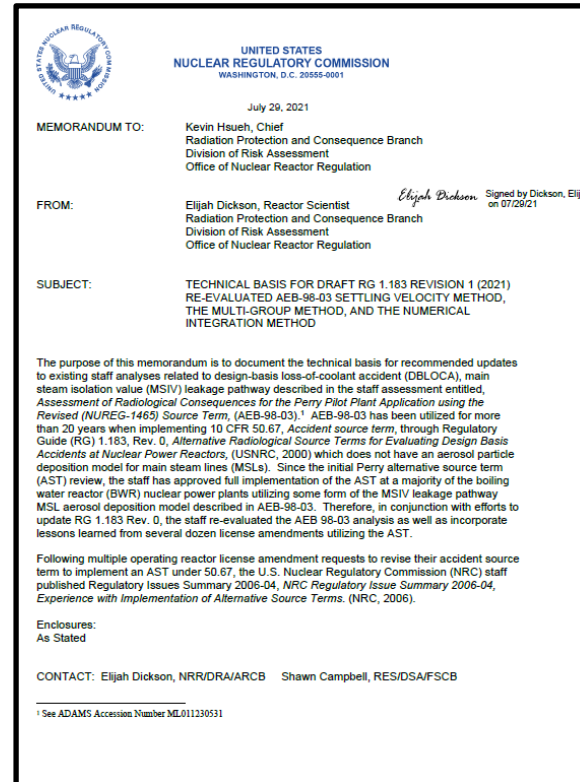 UNITED STATES NUCLEAR REGULATORY COMMISSION
UNITED STATES
NUCLEAR REGULATORY COMMISSION
WASHINGTON, D.C. 20555-0001
July 29, 2021
MEMORANDUM TO: Kevin Hsueh, Chief
Radiation Protection and Consequence Branch
Division of Risk Assessment
Office of Nuclear Reactor Regulation
Elijah Dickson Signed by Dickson, Elij
on 07/29/21
FROM: Elijah Dickson, Reactor Scientist
Radiation Protection and Consequence Branch
Division of Risk Assessment
Office of Nuclear Reactor Regulation
SUBJECT: TECHNICAL BASIS FOR DRAFT RG 1.183 REVISION 1 (2021)
RE-EVALUATED AEB-98-03 SETTLING VELOCITY METHOD,
THE MULTI-GROUP METHOD, AND THE NUMERICAL
INTEGRATION METHOD
The purpose of this memorandum is to document the technical basis for recommended updates
to existing staff analyses related to design-basis loss-of-coolant accident (DBLOCA), main
steam isolation value (MSIV) leakage pathway described in the staff assessment entitled,
Assessment of Radiological Consequences for the Perry Pilot Plant Application using the
Revised (NUREG-1465) Source Term, (AEB-98-03).¹ AEB-98-03 has been utilized for more
than 20 years when implementing 10 CFR 50.67, Accident source term, through Regulatory
Guide (RG) 1.183, Rev. 0, Alternative Radiological Source Terms for Evaluating Design Basis
Accidents at Nuclear Power Reactors, (USNRC, 2000) which does not have an aerosol particle
deposition model for main steam lines (MSLs). Since the initial Perry alternative source term
(AST) review, the staff has approved full implementation of the AST at a majority of the boiling
water reactor (BWR) nuclear power plants utilizing some form of the MSIV leakage pathway
MSL aerosol deposition model described in AEB-98-03. Therefore, in conjunction with efforts to
update RG 1.183 Rev. 0, the staff re-evaluated the AEB 98-03 analysis as well as incorporate
lessons learned from several dozen license amendments utilizing the AST.
Following multiple operating reactor license amendment requests to revise their accident source
term to implement an AST under 50.67, the U.S. Nuclear Regulatory Commission (NRC) staff
published Regulatory Issues Summary 2006-04, NRC Regulatory Issue Summary 2006-04,
Experience with Implementation of Alternative Source Terms. (NRC, 2006).
Enclosures:
As Stated
CONTACT: Elijah Dickson, NRR/DRA/ARCB Shawn Campbell, RES/DSA/FSCB
¹ See ADAMS Accession Number ML011230531